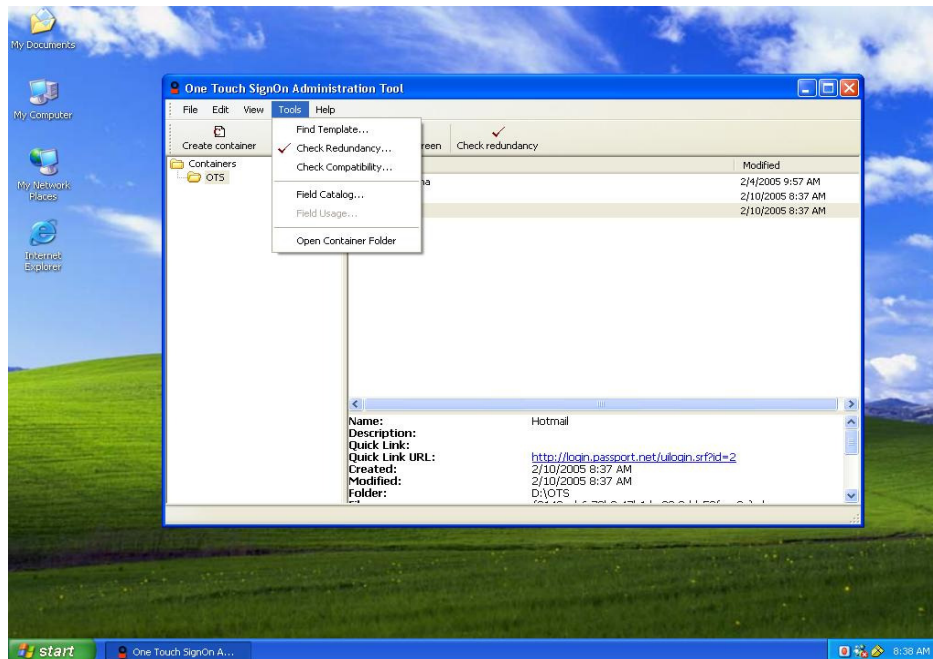 My Documents
My Computer
My Network
Places
Internet
Explorer
One Touch SignOn Administration Tool
File Edit View Tools Help
Create container
reen
Check redundancy
Find Template...
Check Redundancy...
Check Compatibility...
Field Catalog...
Field Usage...
Open Container Folder
Containers
OTS
Modified
na 2/4/2005 9:57 AM
2/10/2005 8:37 AM
2/10/2005 8:37 AM
Name: Hotmail
Description:
Quick Link:
Quick Link URL: http://login.passport.net/uilogin.srf?id=2
Created: 2/10/2005 8:37 AM
Modified: 2/10/2005 8:37 AM
Folder: D:\OTS
start
One Touch SignOn A...
8:38 AM